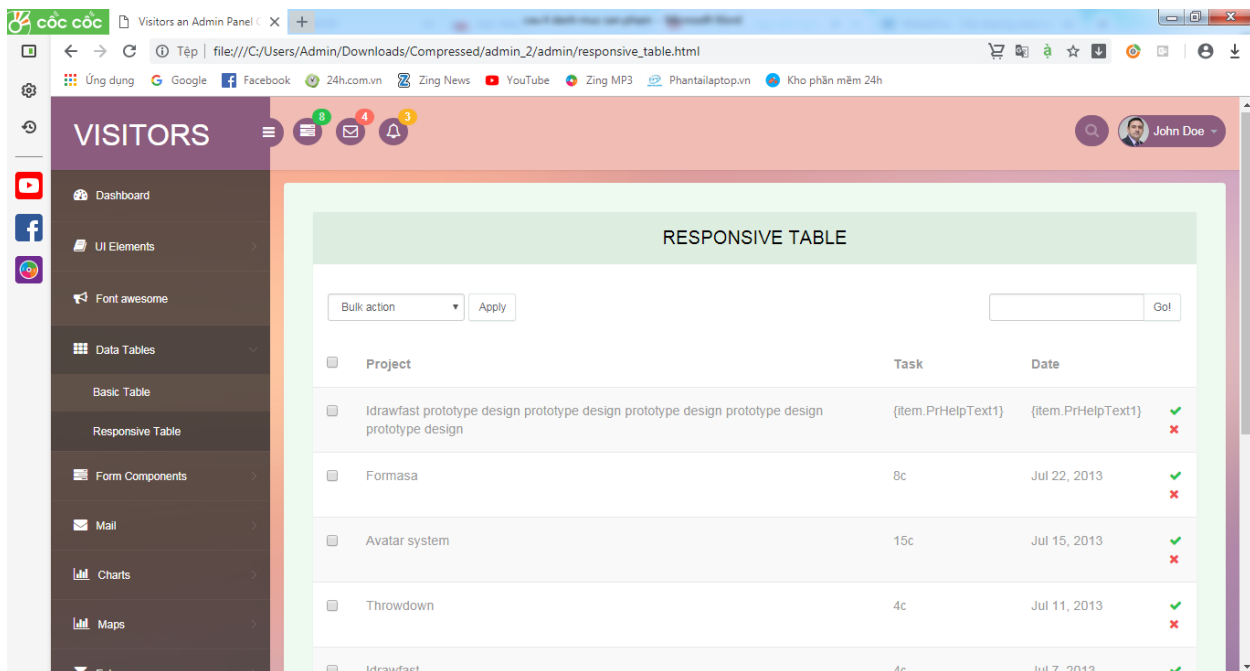 cốc cốc
Visitors an Admin Panel
Tệp
file:///C:/Users/Admin/Downloads/Compressed/admin_2/admin/responsive_table.html
Ứng dụng Google Facebook 24h.com.vn Zing News YouTube Zing MP3 Phantailaptop.vn Kho phần mềm 24h
VISITORS
8
4
3
John Doe
Dashboard
UI Elements
Font awesome
Data Tables
Basic Table
Responsive Table
Form Components
Mail
Charts
Maps
RESPONSIVE TABLE
Bulk action Apply Go!
Project Task Date
Idrawfast prototype design prototype design prototype design prototype design {item.PrHelpText1} {item.PrHelpText1}
prototype design
Formasa 8c Jul 22, 2013
Avatar system 15c Jul 15, 2013
Throwdown 4c Jul 11, 2013
Idrawfast 4c Jul 7, 2013